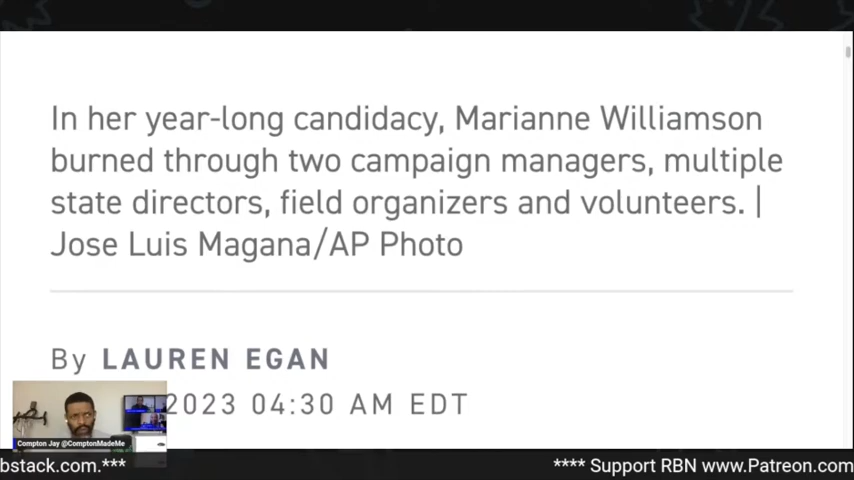 In her year-long candidacy, Marianne Williamson
burned through two campaign managers, multiple
state directors, field organizers and volunteers. |
Jose Luis Magana/AP Photo
By LAUREN EGAN
2023 04:30 AM EDT
Compton Jay @ComptonMadeMe
bstack.com.*** **** Support RBN www.Patreon.com